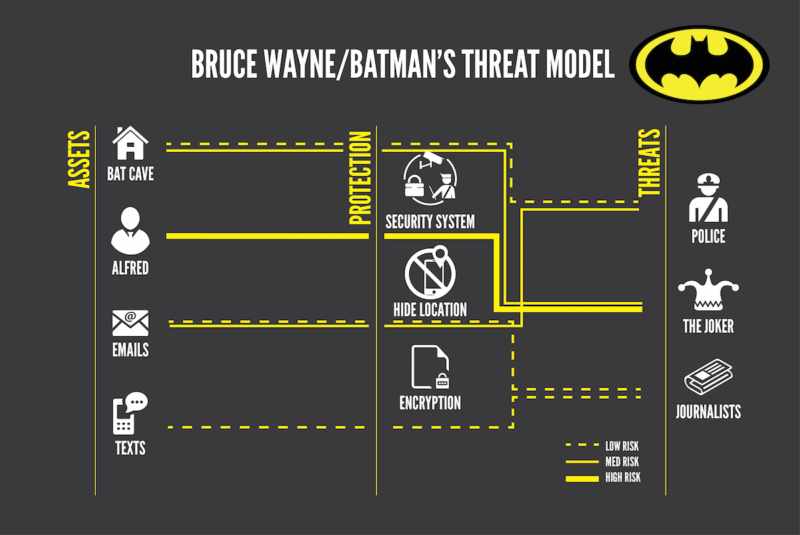 BRUCE WAYNE/BATMAN'S THREAT MODEL
ASSETS
BAT CAVE
ALFRED
EMAILS
TEXTS
PROTECTION
SECURITY SYSTEM
HIDE LOCATION
ENCRYPTION
THREATS
POLICE
THE JOKER
JOURNALISTS
LOW RISK
MED RISK
HIGH RISK